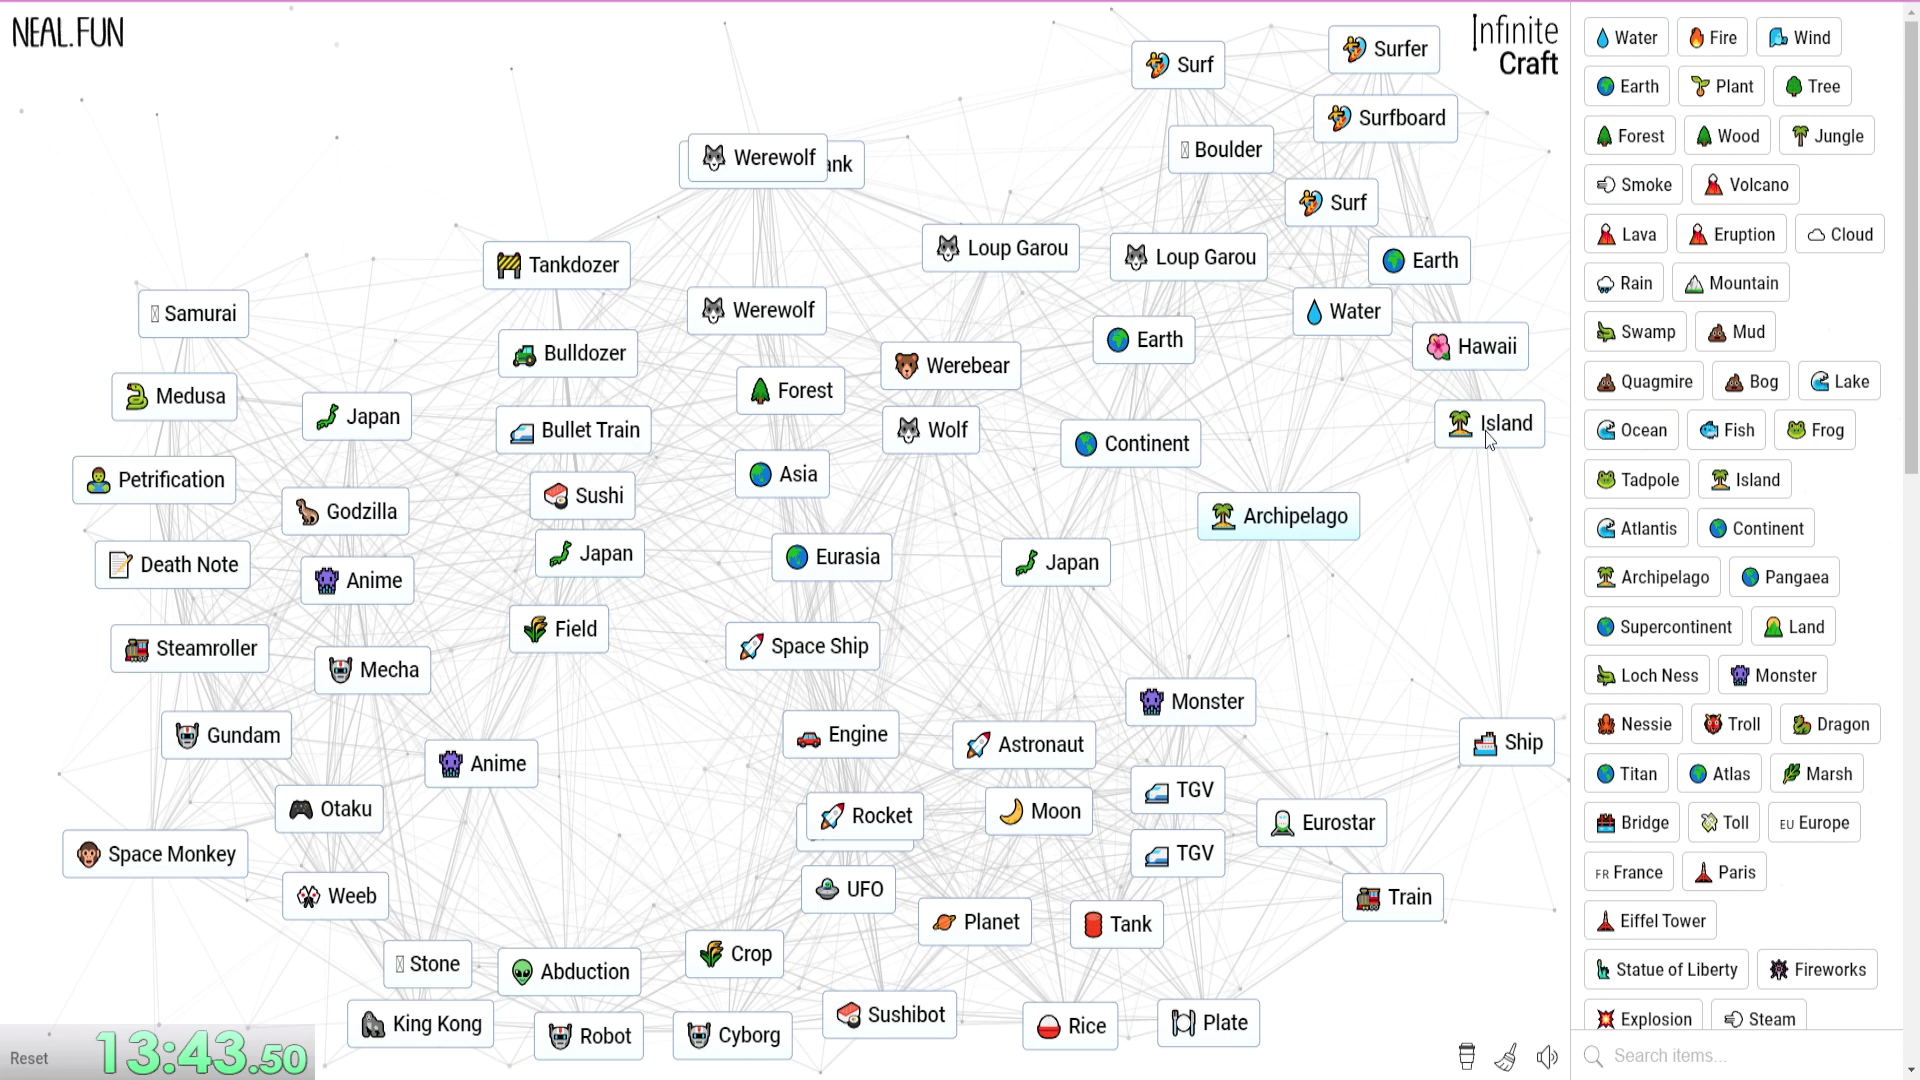 NEAL.FUN
Infinite
Craft
Surf
Surfer
Surfboard
Werewolf
ank
Boulder
Surf
Loup Garou
Loup Garou
Earth
Tankdozer
Samurai
Werewolf
Water
Earth
Hawaii
Bulldozer
Werebear
Forest
Medusa
Japan
Bullet Train
Wolf
Continent
Island
Petrification
Asia
Sushi
Godzilla
Archipelago
Japan
Eurasia
Japan
Death Note
Anime
Field
Steamroller
Mecha
Space Ship
Monster
Gundam
Engine
Astronaut
Ship
Anime
TGV
Otaku
Rocket
Moon
Eurostar
Space Monkey
TGV
Weeb
UFO
Train
Planet
Tank
Stone
Abduction
Crop
King Kong
Robot
Cyborg
Sushibot
Rice
Plate
Reset
13:43.50
Water Fire Wind
Earth Plant Tree
Forest Wood Jungle
Smoke Volcano
Lava Eruption Cloud
Rain Mountain
Swamp Mud
Quagmire Bog Lake
Ocean Fish Frog
Tadpole Island
Atlantis Continent
Archipelago Pangaea
Supercontinent Land
Loch Ness Monster
Nessie Troll Dragon
Titan Atlas Marsh
Bridge Toll EU Europe
FR France Paris
Eiffel Tower
Statue of Liberty Fireworks
Explosion Steam
Search items...